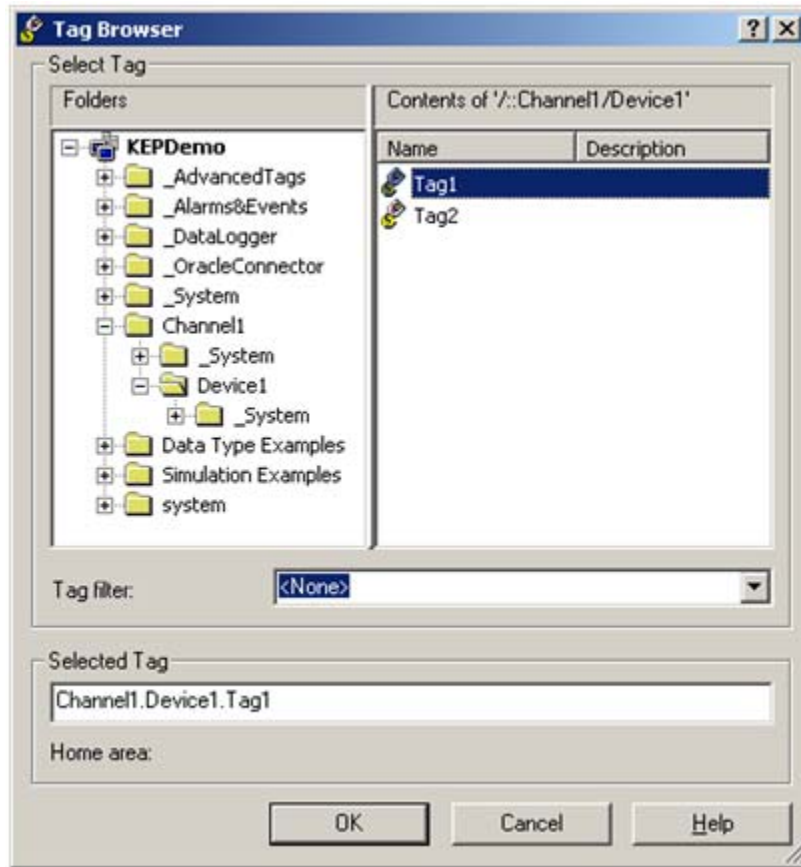 Tag Browser
Select Tag
Folders
Contents of '/::Channel1/Device1'
KEPDemo
_AdvancedTags
_Alarms&Events
_DataLogger
_OracleConnector
_System
Channel1
_System
Device1
_System
Data Type Examples
Simulation Examples
system
Name Description
Tag1
Tag2
Tag filter: <None>
Selected Tag
Channel1.Device1.Tag1
Home area:
OK Cancel Help